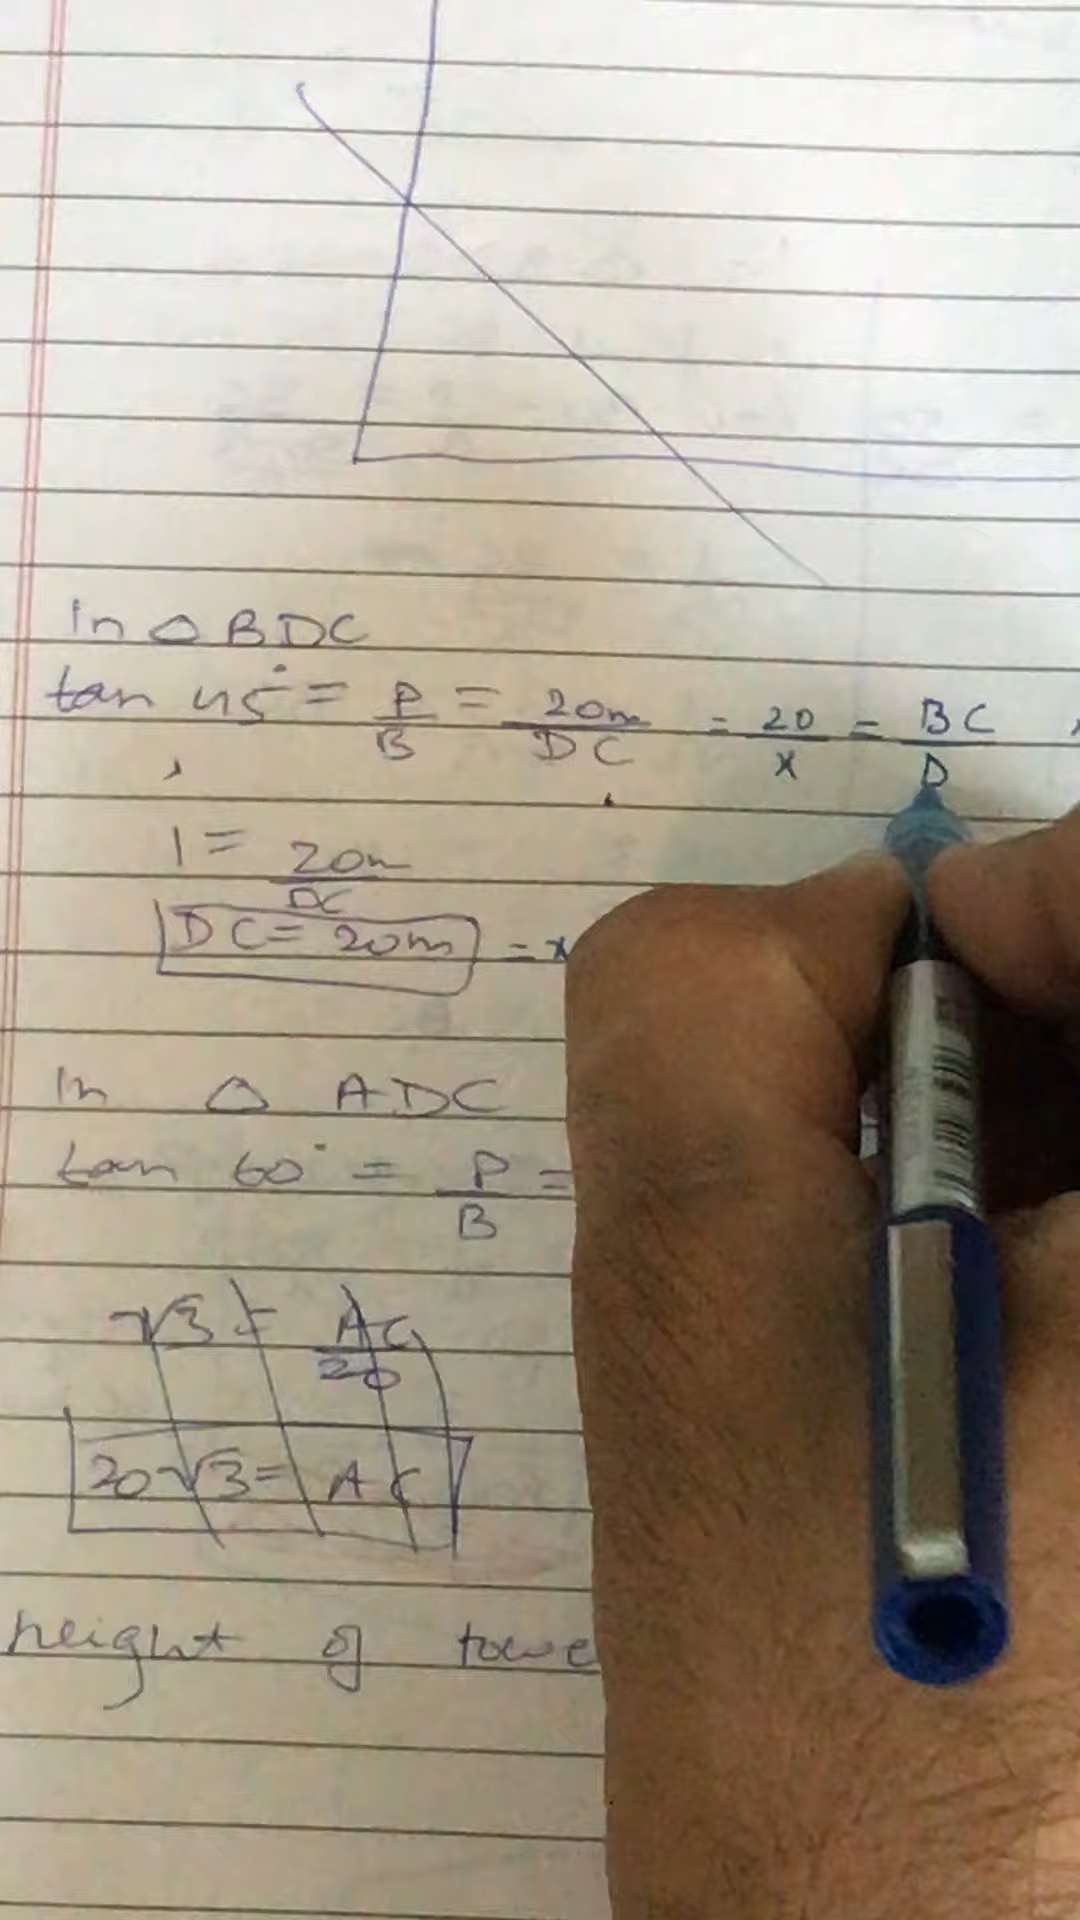 In △ BDC
tan 45° = P/B = 20m/DC = 20/x = BC/D
1 = 20m/DC
DC = 20m = x
In △ ADC
tan 60° = P/B =
√3 = AC/20
20√3 = AC
height of towe